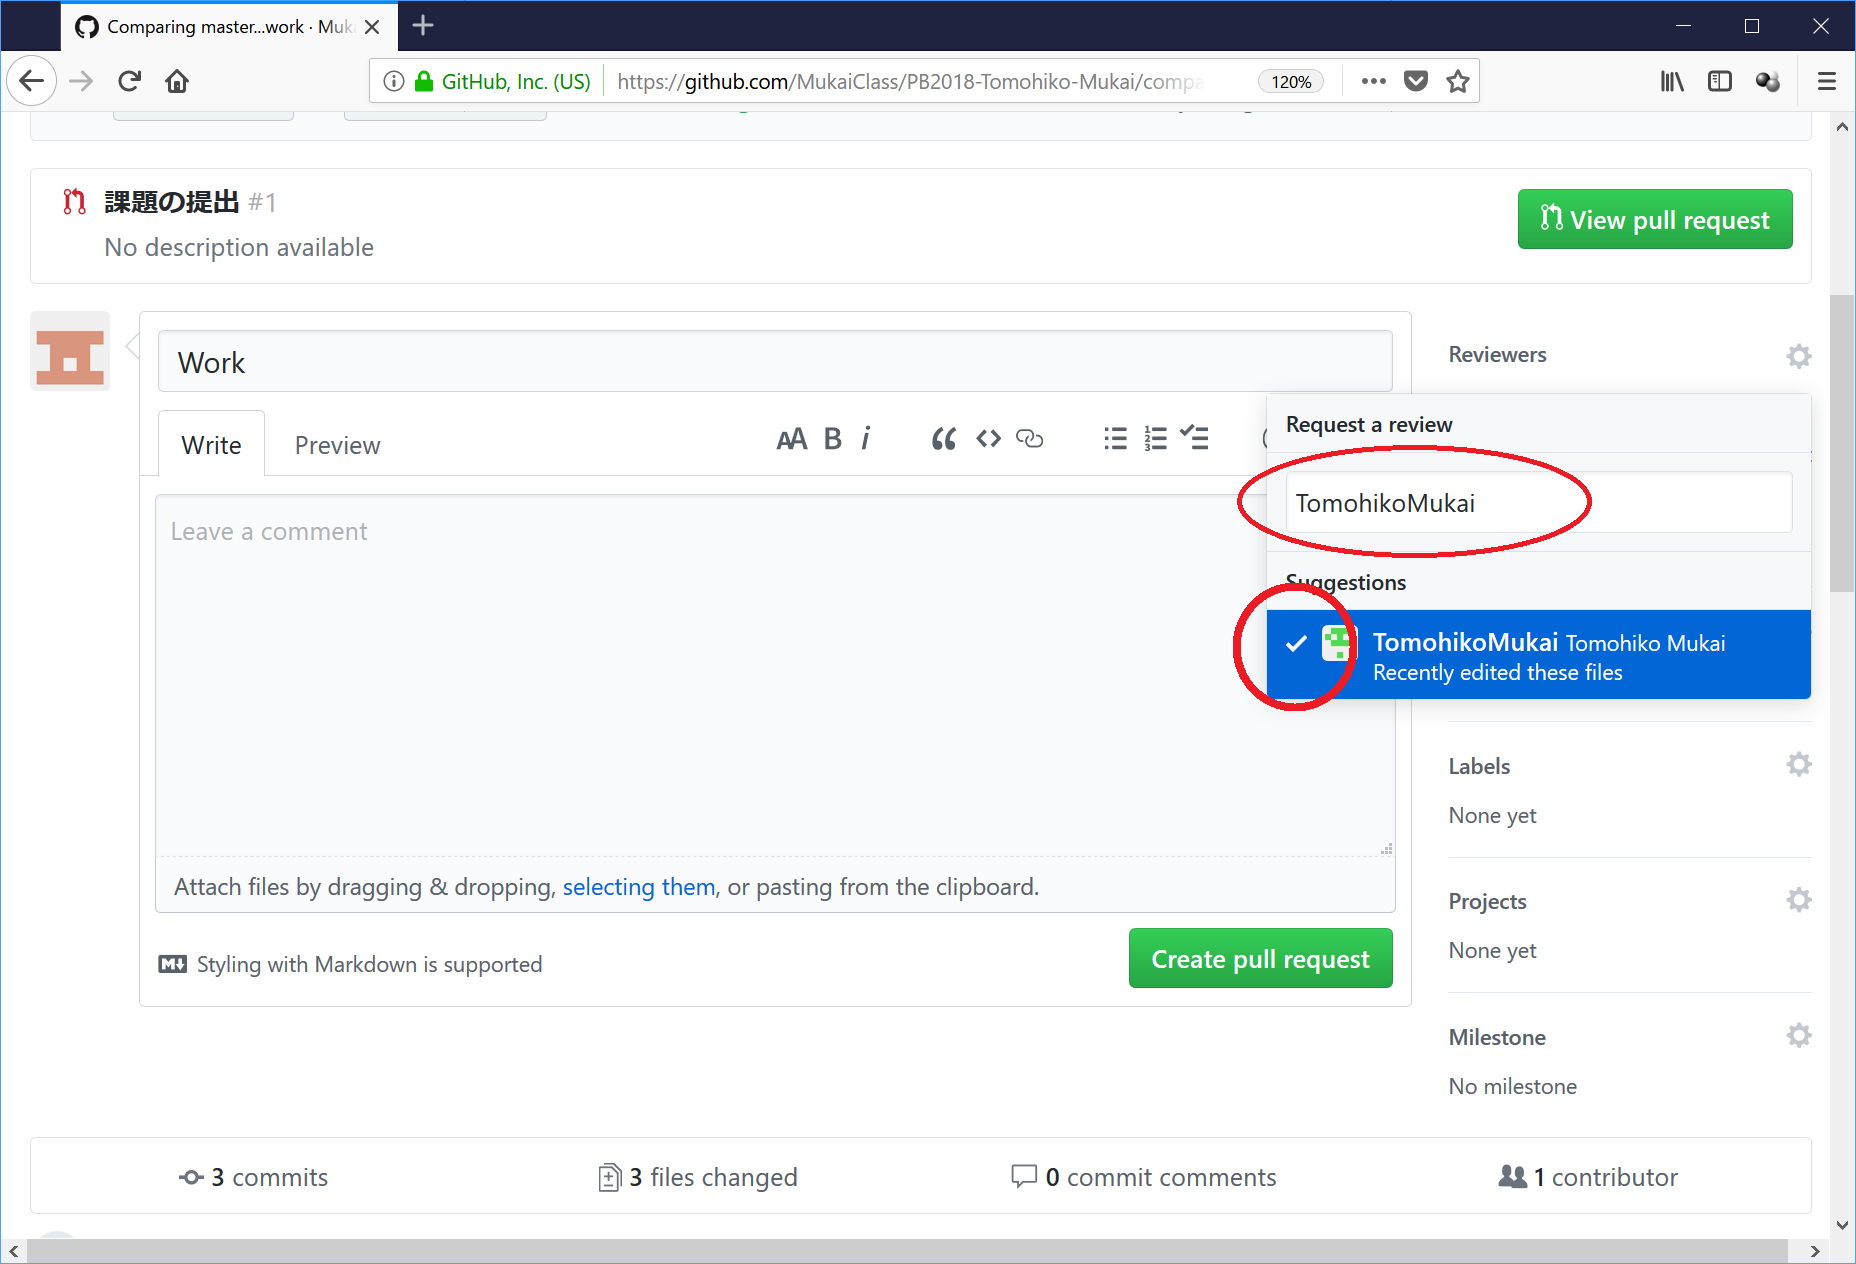 Comparing master...work · Muk
GitHub, Inc. (US)
https://github.com/MukaiClass/PB2018-Tomohiko-Mukai/compa
120%
課題の提出 #1
No description available
View pull request
Work
Write
Preview
AA B i
Leave a comment
Attach files by dragging & dropping, selecting them, or pasting from the clipboard.
Styling with Markdown is supported
Create pull request
Reviewers
Request a review
TomohikoMukai
Suggestions
TomohikoMukai Tomohiko Mukai
Recently edited these files
Labels
None yet
Projects
None yet
Milestone
No milestone
3 commits
3 files changed
0 commit comments
1 contributor